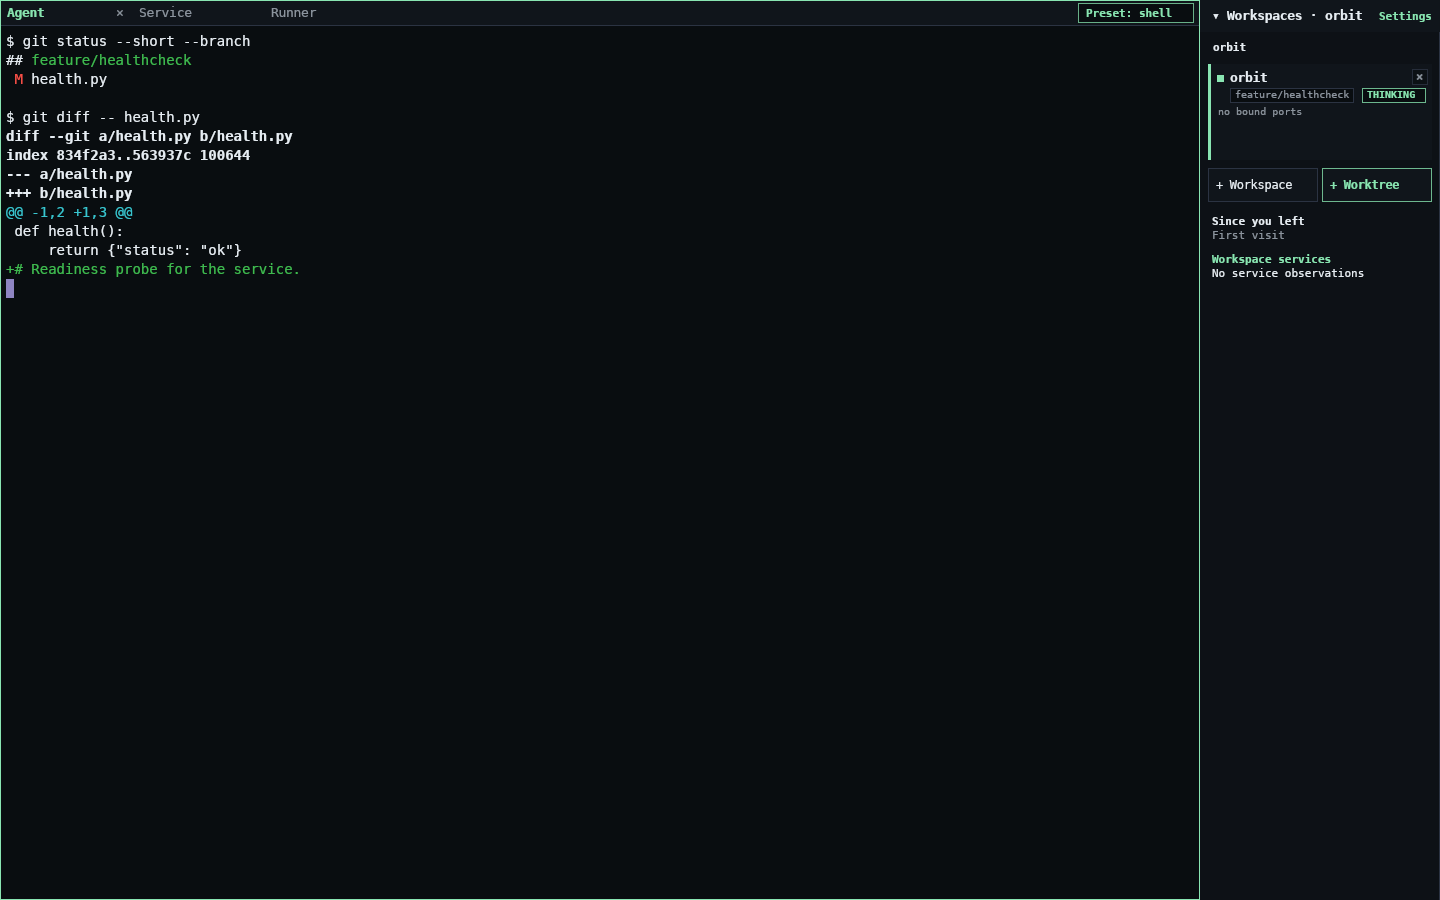 Agent × Service Runner Preset: shell
$ git status --short --branch
## feature/healthcheck
 M health.py
$ git diff -- health.py
diff --git a/health.py b/health.py
index 834f2a3..563937c 100644
--- a/health.py
+++ b/health.py
@@ -1,2 +1,3 @@
 def health():
     return {"status": "ok"}
+# Readiness probe for the service.
▾ Workspaces · orbit Settings
orbit
orbit ×
feature/healthcheck THINKING
no bound ports
+ Workspace + Worktree
Since you left
First visit
Workspace services
No service observations